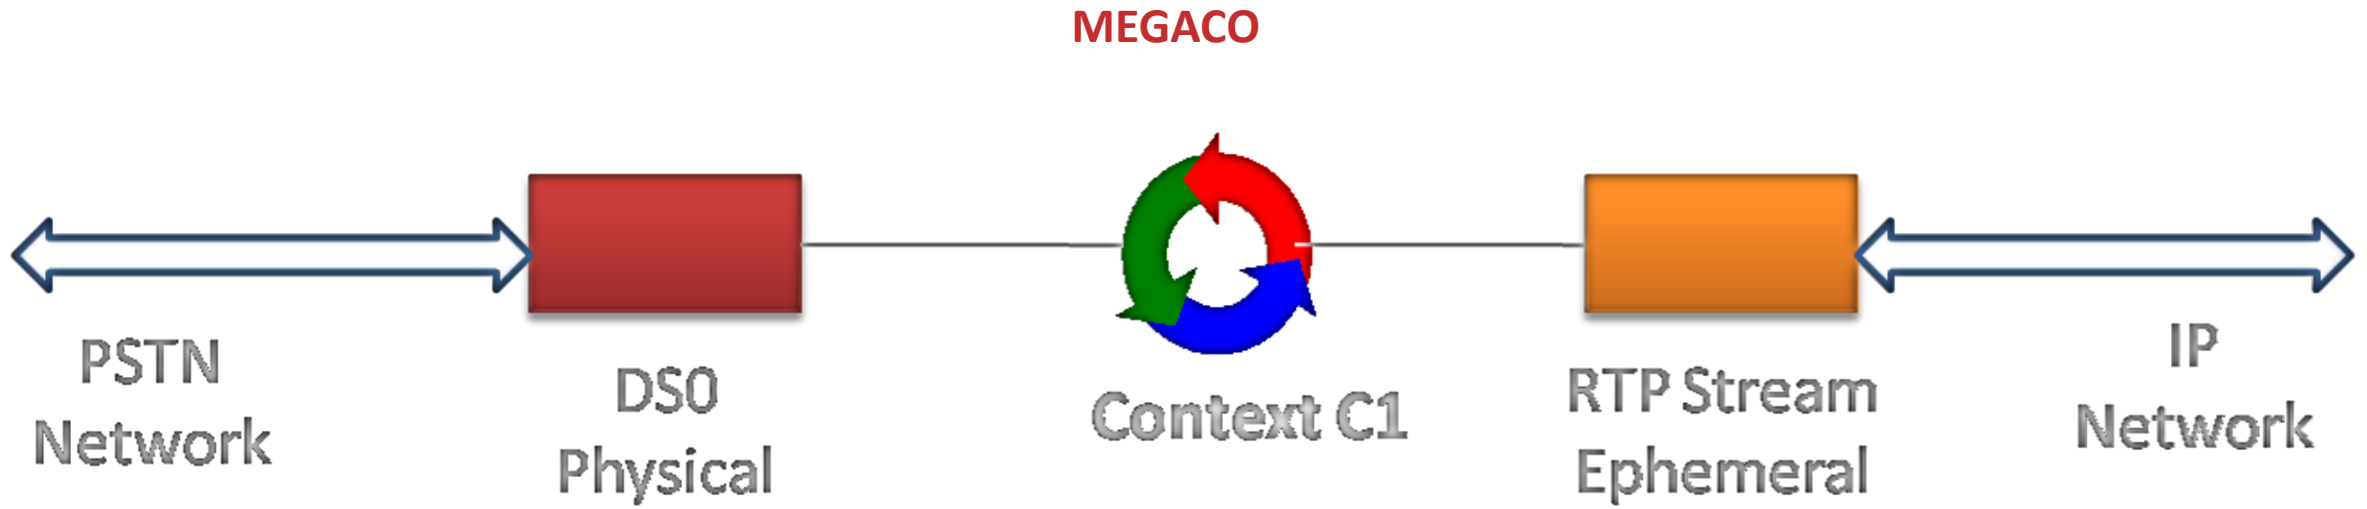 MEGACO
PSTN
Network
DS0
Physical
Context C1
RTP Stream
Ephemeral
IP
Network